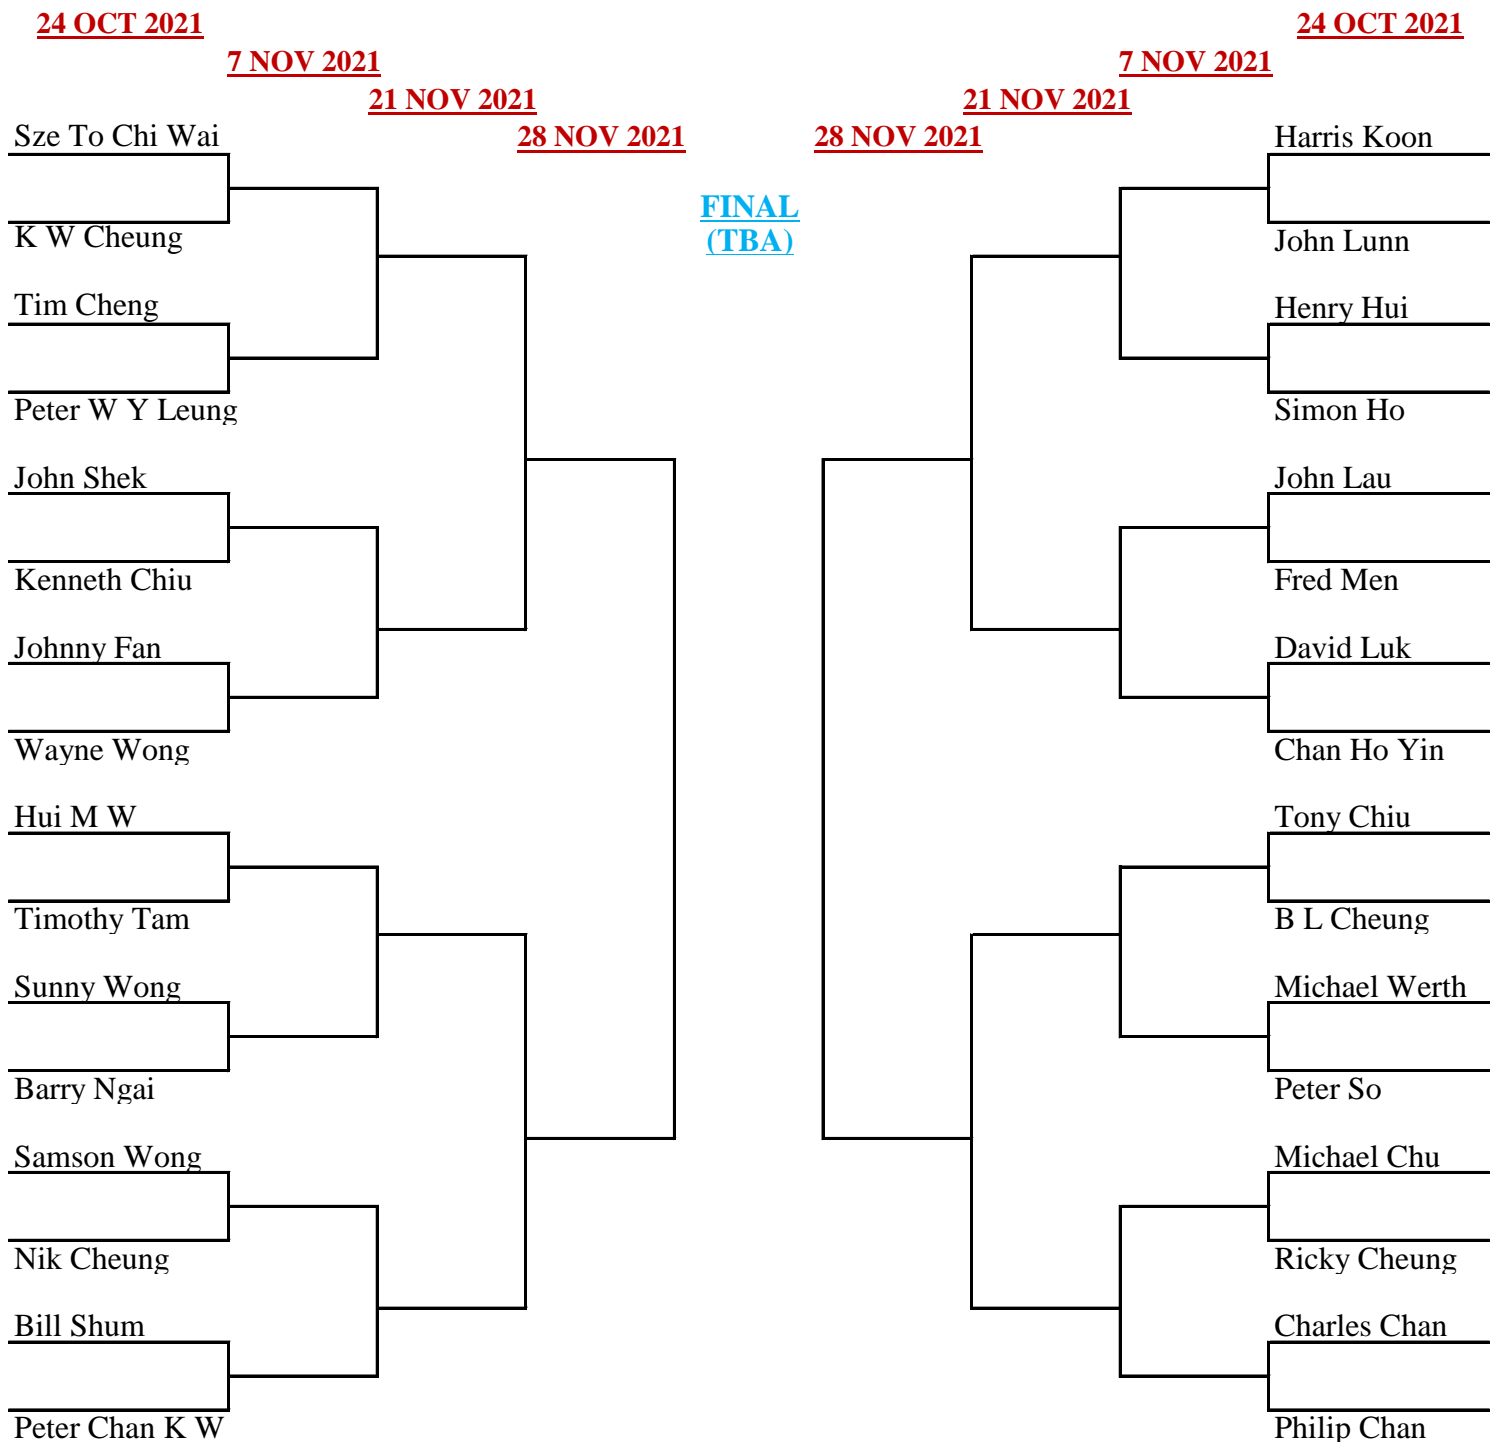 24 OCT 2021
24 OCT 2021
7 NOV 2021
7 NOV 2021
21 NOV 2021
21 NOV 2021
28 NOV 2021
28 NOV 2021
FINAL
(TBA)
Sze To Chi Wai
K W Cheung
Tim Cheng
Peter W Y Leung
John Shek
Kenneth Chiu
Johnny Fan
Wayne Wong
Hui M W
Timothy Tam
Sunny Wong
Barry Ngai
Samson Wong
Nik Cheung
Bill Shum
Peter Chan K W
Harris Koon
John Lunn
Henry Hui
Simon Ho
John Lau
Fred Men
David Luk
Chan Ho Yin
Tony Chiu
B L Cheung
Michael Werth
Peter So
Michael Chu
Ricky Cheung
Charles Chan
Philip Chan